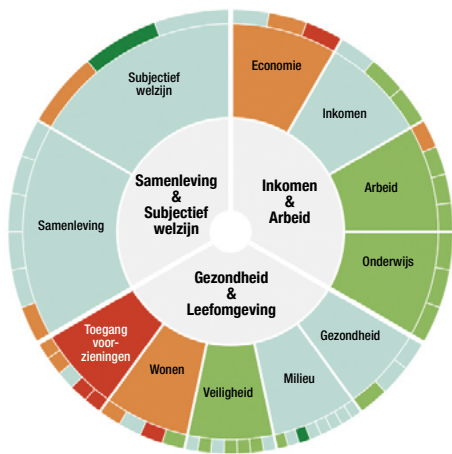 Subjectief
welzijn
Economie
Inkomen
Samenleving
&
Subjectief
welzijn
Inkomen
&
Arbeid
Arbeid
Samenleving
Onderwijs
Gezondheid
&
Leefomgeving
Toegang
voor-
zieningen
Wonen
Veiligheid
Milieu
Gezondheid